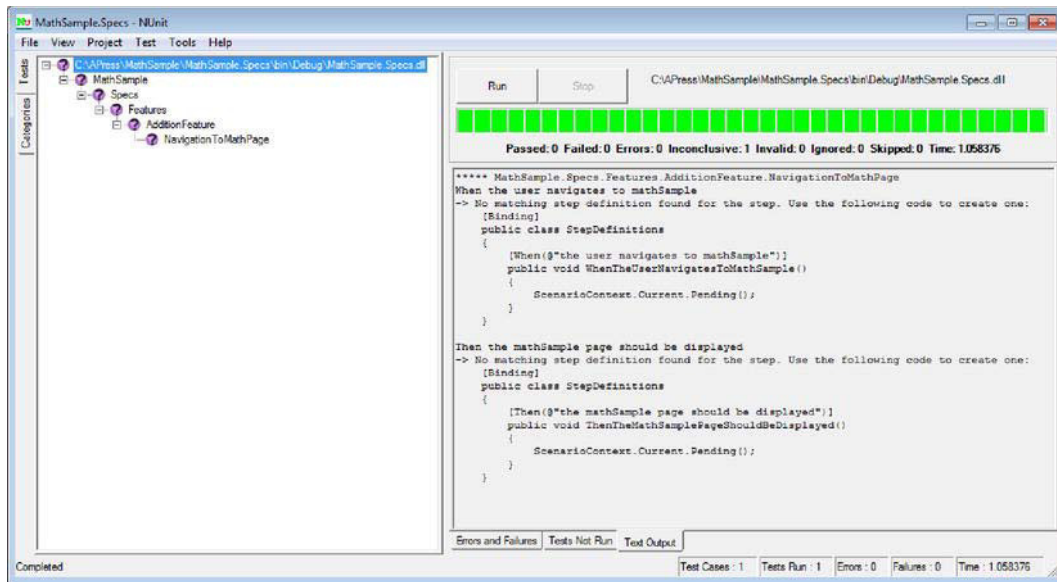 Nu MathSample.Specs - NUnit
File View Project Test Tools Help
Tests
Categories
C:\APress\MathSample\MathSample.Specs\bin\Debug\MathSample.Specs.dll
MathSample
Specs
Features
AdditionFeature
NavigationToMathPage
Run Stop C:\APress\MathSample\MathSample.Specs\bin\Debug\MathSample.Specs.dll
Passed: 0 Failed: 0 Errors: 0 Inconclusive: 1 Invalid: 0 Ignored: 0 Skipped: 0 Time: 1.058376
***** MathSample.Specs.Features.AdditionFeature.NavigationToMathPage
When the user navigates to mathSample
-> No matching step definition found for the step. Use the following code to create one:
[Binding]
public class StepDefinitions
{
[When(@"the user navigates to mathSample")]
public void WhenTheUserNavigatesToMathSample()
{
ScenarioContext.Current.Pending();
}
}
Then the mathSample page should be displayed
-> No matching step definition found for the step. Use the following code to create one:
[Binding]
public class StepDefinitions
{
[Then(@"the mathSample page should be displayed")]
public void ThenTheMathSamplePageShouldBeDisplayed()
{
ScenarioContext.Current.Pending();
}
}
Errors and Failures Tests Not Run Text Output
Completed Test Cases : 1 Tests Run : 1 Errors : 0 Failures : 0 Time : 1.058376